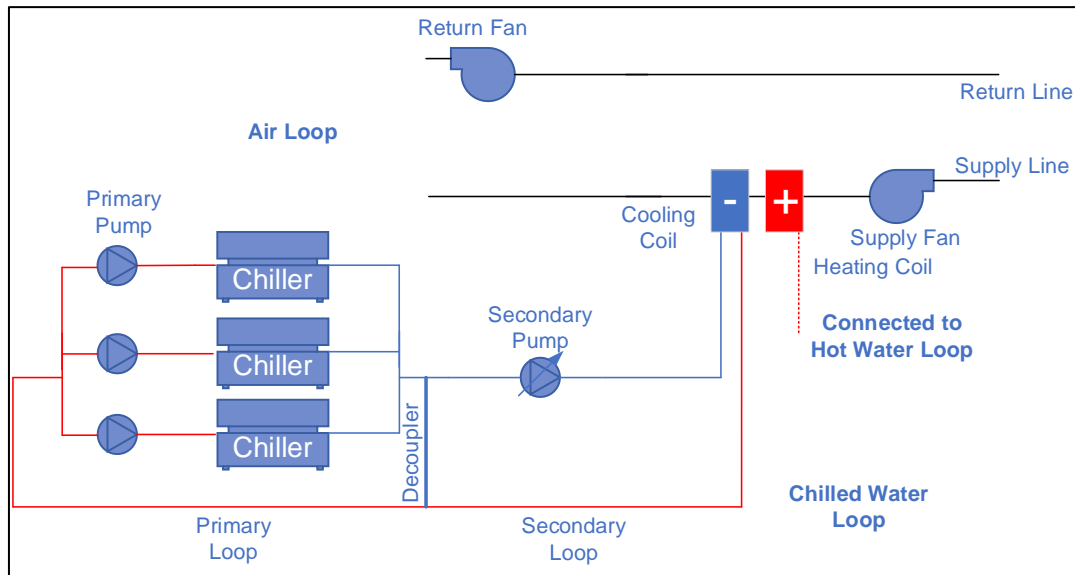 Return Fan
Return Line
Air Loop
Supply Line
Primary
Pump
-
+
Cooling
Coil
Supply Fan
Heating Coil
Chiller
Secondary
Pump
Connected to
Hot Water Loop
Chiller
Chiller
Decoupler
Chilled Water
Loop
Primary
Loop
Secondary
Loop